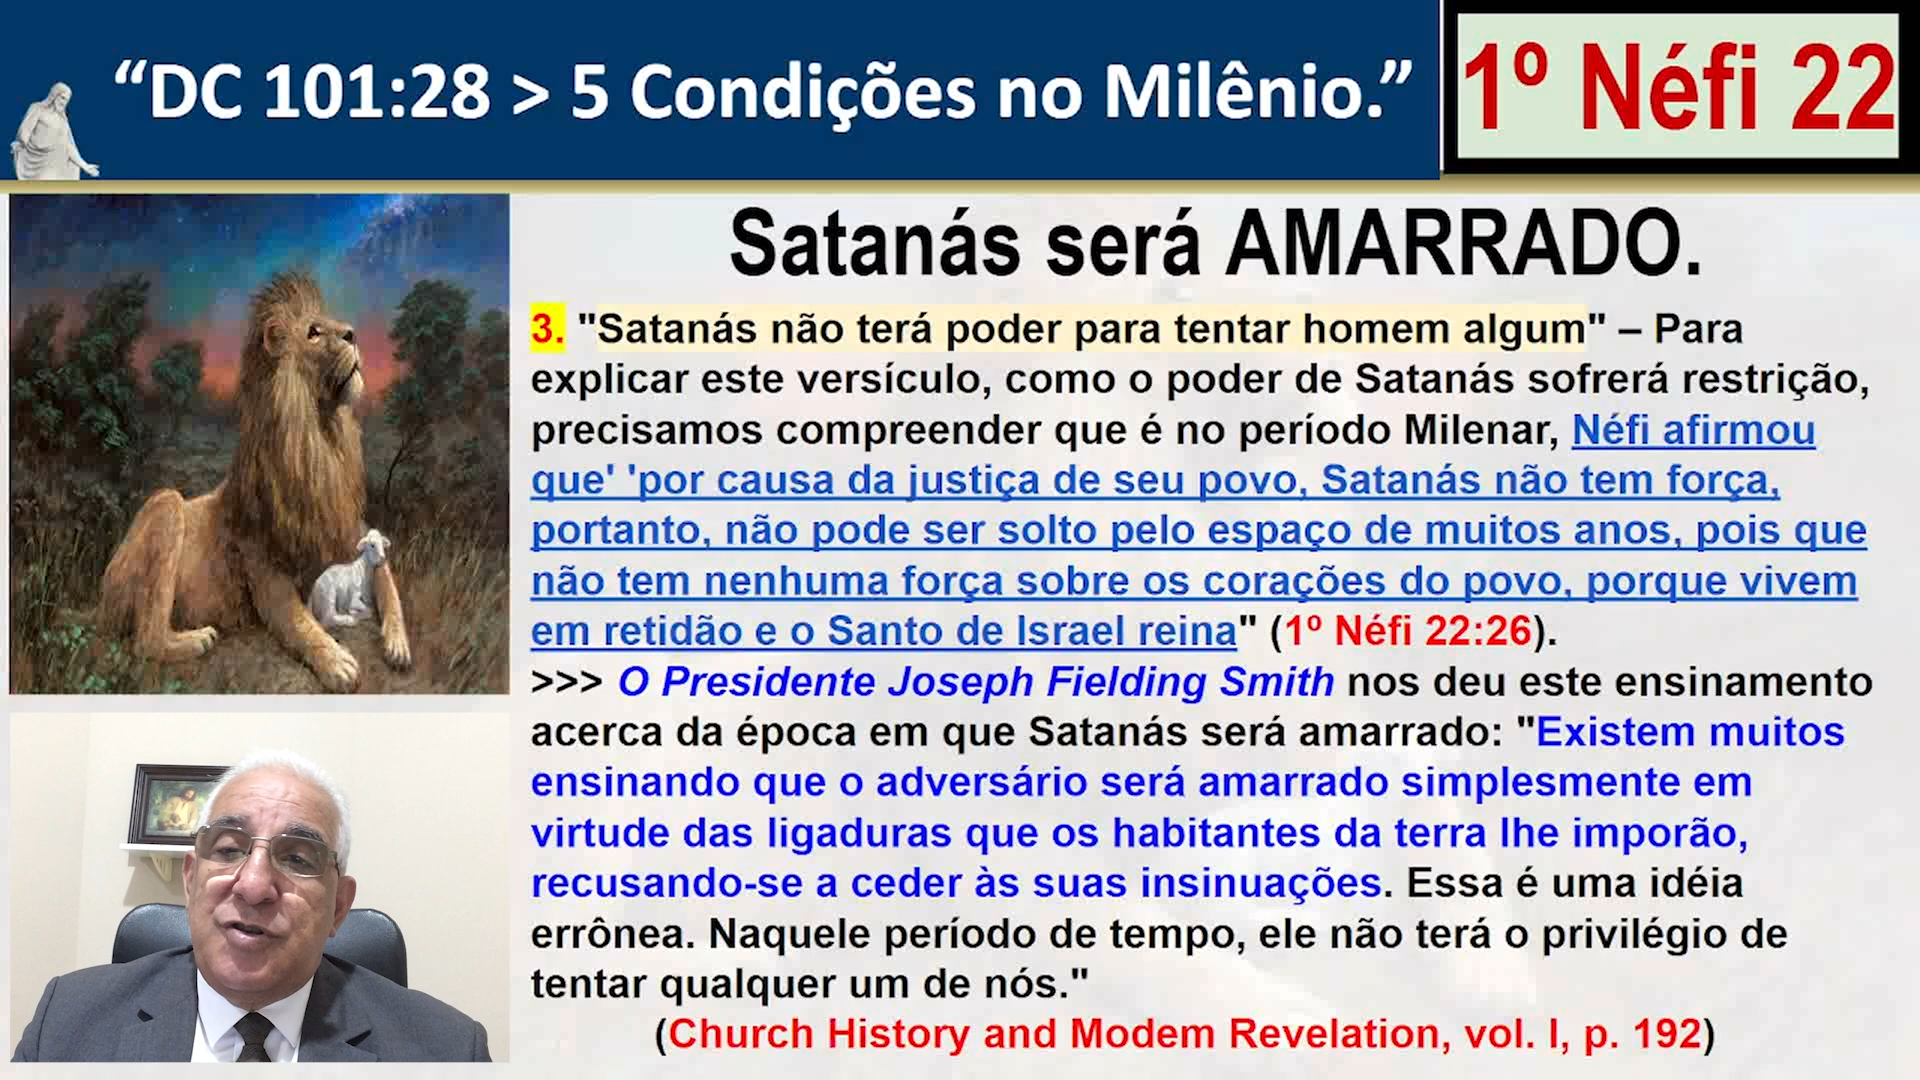 “DC 101:28 > 5 Condições no Milênio.”
1º Néfi 22
Satanás será AMARRADO.
3. "Satanás não terá poder para tentar homem algum" – Para
explicar este versículo, como o poder de Satanás sofrerá restrição,
precisamos compreender que é no período Milenar, Néfi afirmou
que' 'por causa da justiça de seu povo, Satanás não tem força,
portanto, não pode ser solto pelo espaço de muitos anos, pois que
não tem nenhuma força sobre os corações do povo, porque vivem
em retidão e o Santo de Israel reina" (1º Néfi 22:26).
>>> O Presidente Joseph Fielding Smith nos deu este ensinamento
acerca da época em que Satanás será amarrado: "Existem muitos
ensinando que o adversário será amarrado simplesmente em
virtude das ligaduras que os habitantes da terra lhe imporão,
recusando-se a ceder às suas insinuações. Essa é uma idéia
errônea. Naquele período de tempo, ele não terá o privilégio de
tentar qualquer um de nós."
(Church History and Modem Revelation, vol. I, p. 192)